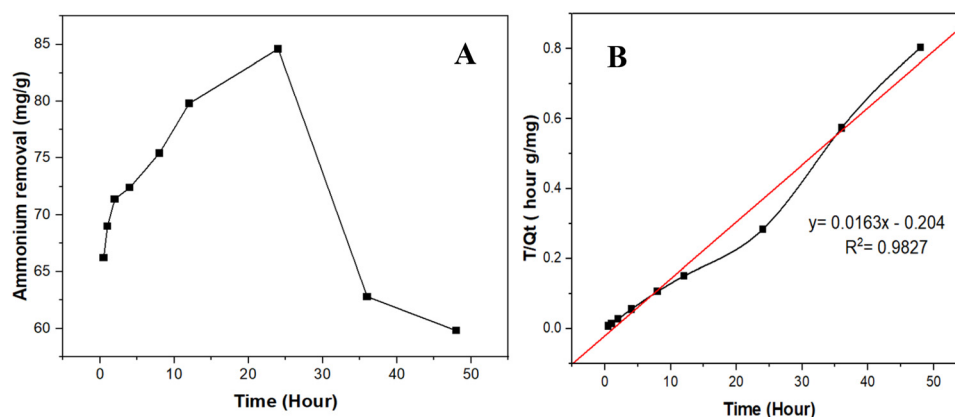 A
85
80
75
70
65
60
Ammonium removal (mg/g)
0 10 20 30 40 50
Time (Hour)
B
0.8
0.6
0.4
0.2
0.0
T/Qt ( hour g/mg)
y= 0.0163x - 0.204
R²= 0.9827
0 10 20 30 40 50
Time (Hour)